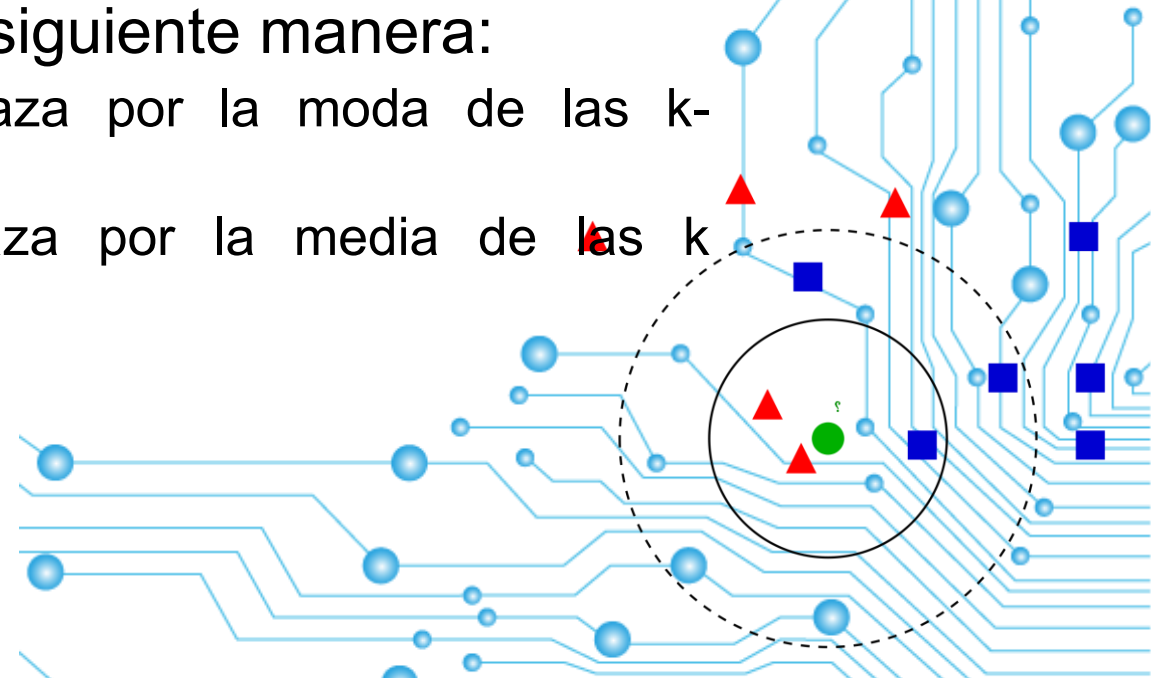 siguiente manera:
aza por la moda de las k-
za por la media de las k
?